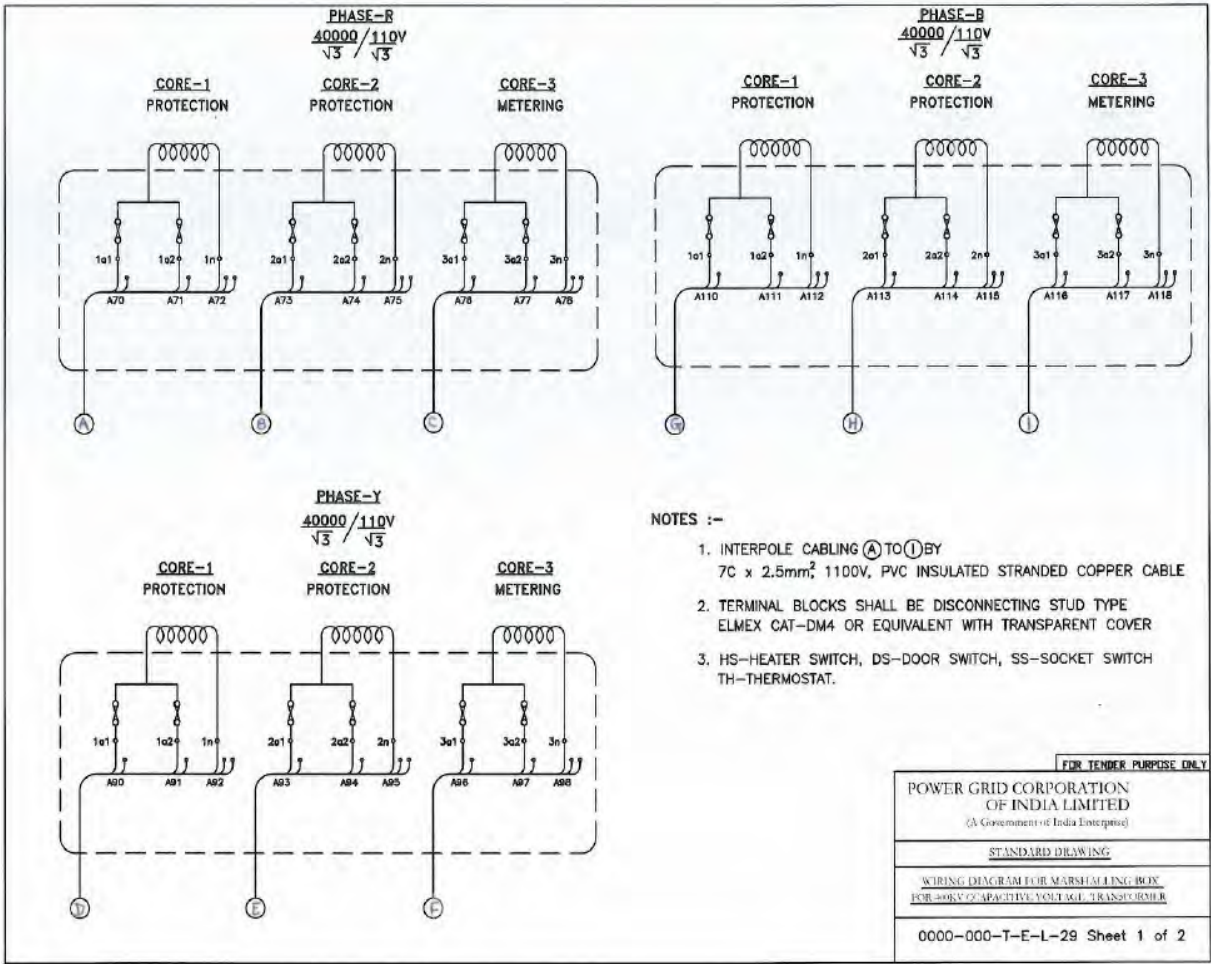 PHASE-R
40000/110V
√3 / √3
CORE-1
PROTECTION
CORE-2
PROTECTION
CORE-3
METERING
1a1 1a2 1n
2a1 2a2 2n
3a1 3a2 3n
A70 A71 A72
A73 A74 A75
A76 A77 A78
A B C
PHASE-B
40000/110V
√3 / √3
CORE-1
PROTECTION
CORE-2
PROTECTION
CORE-3
METERING
1a1 1a2 1n
2a1 2a2 2n
3a1 3a2 3n
A110 A111 A112
A113 A114 A115
A116 A117 A118
G H I
PHASE-Y
40000/110V
√3 / √3
CORE-1
PROTECTION
CORE-2
PROTECTION
CORE-3
METERING
1a1 1a2 1n
2a1 2a2 2n
3a1 3a2 3n
A90 A91 A92
A93 A94 A95
A96 A97 A98
D E F
NOTES :-
1. INTERPOLE CABLING A TO I BY
7C x 2.5mm², 1100V, PVC INSULATED STRANDED COPPER CABLE
2. TERMINAL BLOCKS SHALL BE DISCONNECTING STUD TYPE
ELMEX CAT-DM4 OR EQUIVALENT WITH TRANSPARENT COVER
3. HS-HEATER SWITCH, DS-DOOR SWITCH, SS-SOCKET SWITCH
TH-THERMOSTAT.
FOR TENDER PURPOSE ONLY
POWER GRID CORPORATION
OF INDIA LIMITED
(A Government of India Enterprise)
STANDARD DRAWING
WIRING DIAGRAM FOR MARSHALLING BOX
FOR 400KV CAPACITIVE VOLTAGE TRANSFORMER
0000-000-T-E-L-29 Sheet 1 of 2